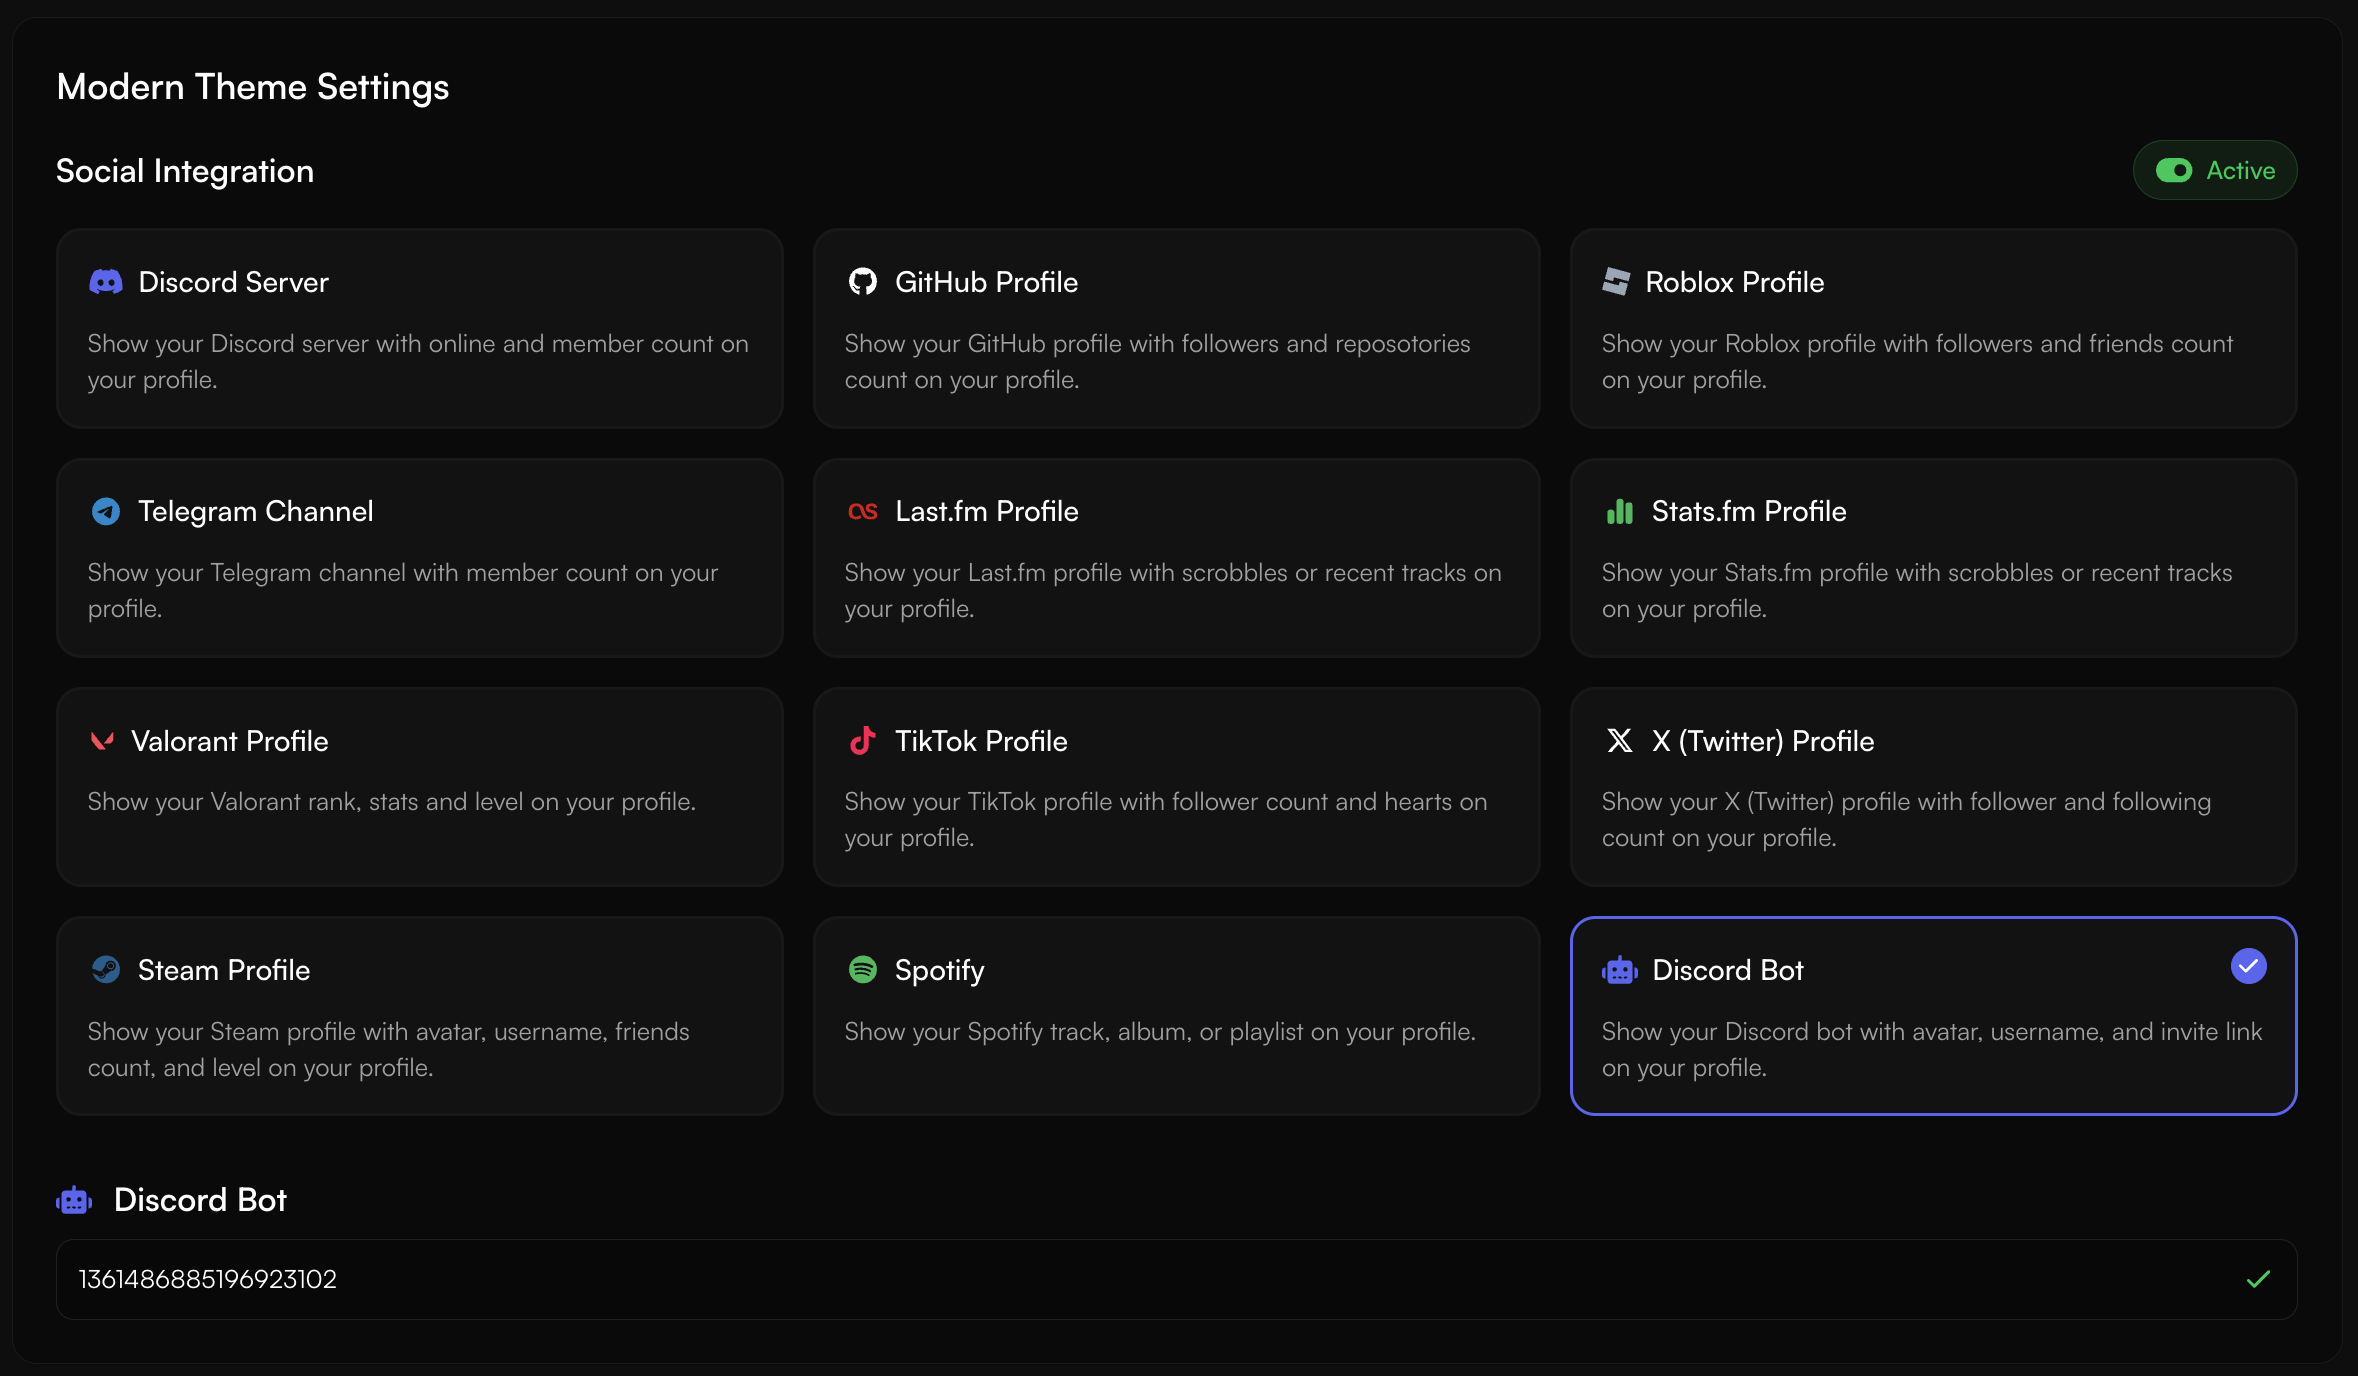 Modern Theme Settings
Social Integration
Active
Discord Server
Show your Discord server with online and member count on
your profile.
GitHub Profile
Show your GitHub profile with followers and reposotories
count on your profile.
Roblox Profile
Show your Roblox profile with followers and friends count
on your profile.
Telegram Channel
Show your Telegram channel with member count on your
profile.
Last.fm Profile
Show your Last.fm profile with scrobbles or recent tracks on
your profile.
Stats.fm Profile
Show your Stats.fm profile with scrobbles or recent tracks
on your profile.
Valorant Profile
Show your Valorant rank, stats and level on your profile.
TikTok Profile
Show your TikTok profile with follower count and hearts on
your profile.
X (Twitter) Profile
Show your X (Twitter) profile with follower and following
count on your profile.
Steam Profile
Show your Steam profile with avatar, username, friends
count, and level on your profile.
Spotify
Show your Spotify track, album, or playlist on your profile.
Discord Bot
Show your Discord bot with avatar, username, and invite link
on your profile.
Discord Bot
1361486885196923102